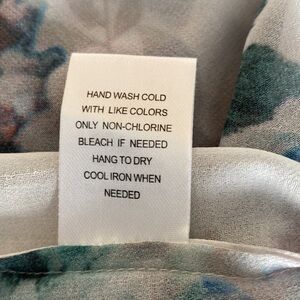 HAND WASH COLD
WITH LIKE COLORS
ONLY NON-CHLORINE
BLEACH IF NEEDED
HANG TO DRY
COOL IRON WHEN
NEEDED